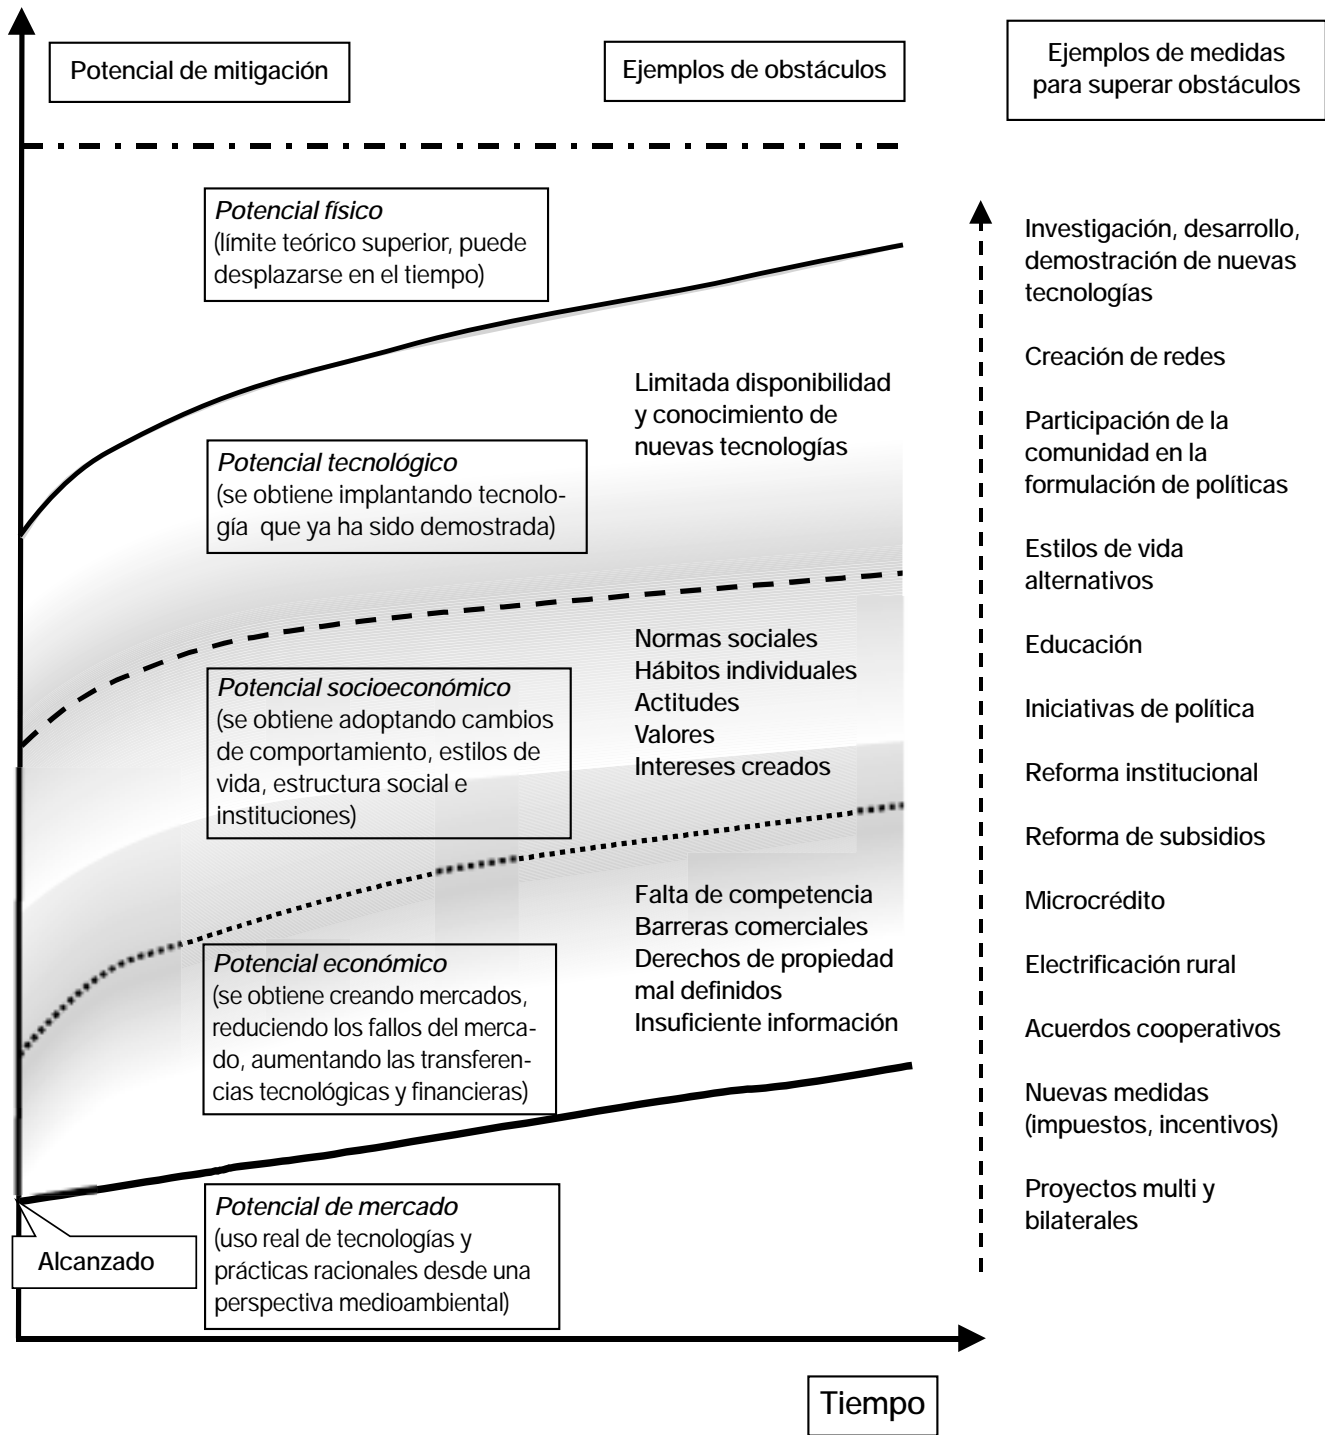 Potencial de mitigación
Ejemplos de obstáculos
Ejemplos de medidas
para superar obstáculos
Potencial físico
(límite teórico superior, puede
desplazarse en el tiempo)
Potencial tecnológico
(se obtiene implantando tecnolo-
gía que ya ha sido demostrada)
Potencial socioeconómico
(se obtiene adoptando cambios
de comportamiento, estilos de
vida, estructura social e
instituciones)
Potencial económico
(se obtiene creando mercados,
reduciendo los fallos del merca-
do, aumentando las transferen-
cias tecnológicas y financieras)
Potencial de mercado
(uso real de tecnologías y
prácticas racionales desde una
perspectiva medioambiental)
Alcanzado
Limitada disponibilidad
y conocimiento de
nuevas tecnologías
Normas sociales
Hábitos individuales
Actitudes
Valores
Intereses creados
Falta de competencia
Barreras comerciales
Derechos de propiedad
mal definidos
Insuficiente información
Investigación, desarrollo,
demostración de nuevas
tecnologías
Creación de redes
Participación de la
comunidad en la
formulación de políticas
Estilos de vida
alternativos
Educación
Iniciativas de política
Reforma institucional
Reforma de subsidios
Microcrédito
Electrificación rural
Acuerdos cooperativos
Nuevas medidas
(impuestos, incentivos)
Proyectos multi y
bilaterales
Tiempo